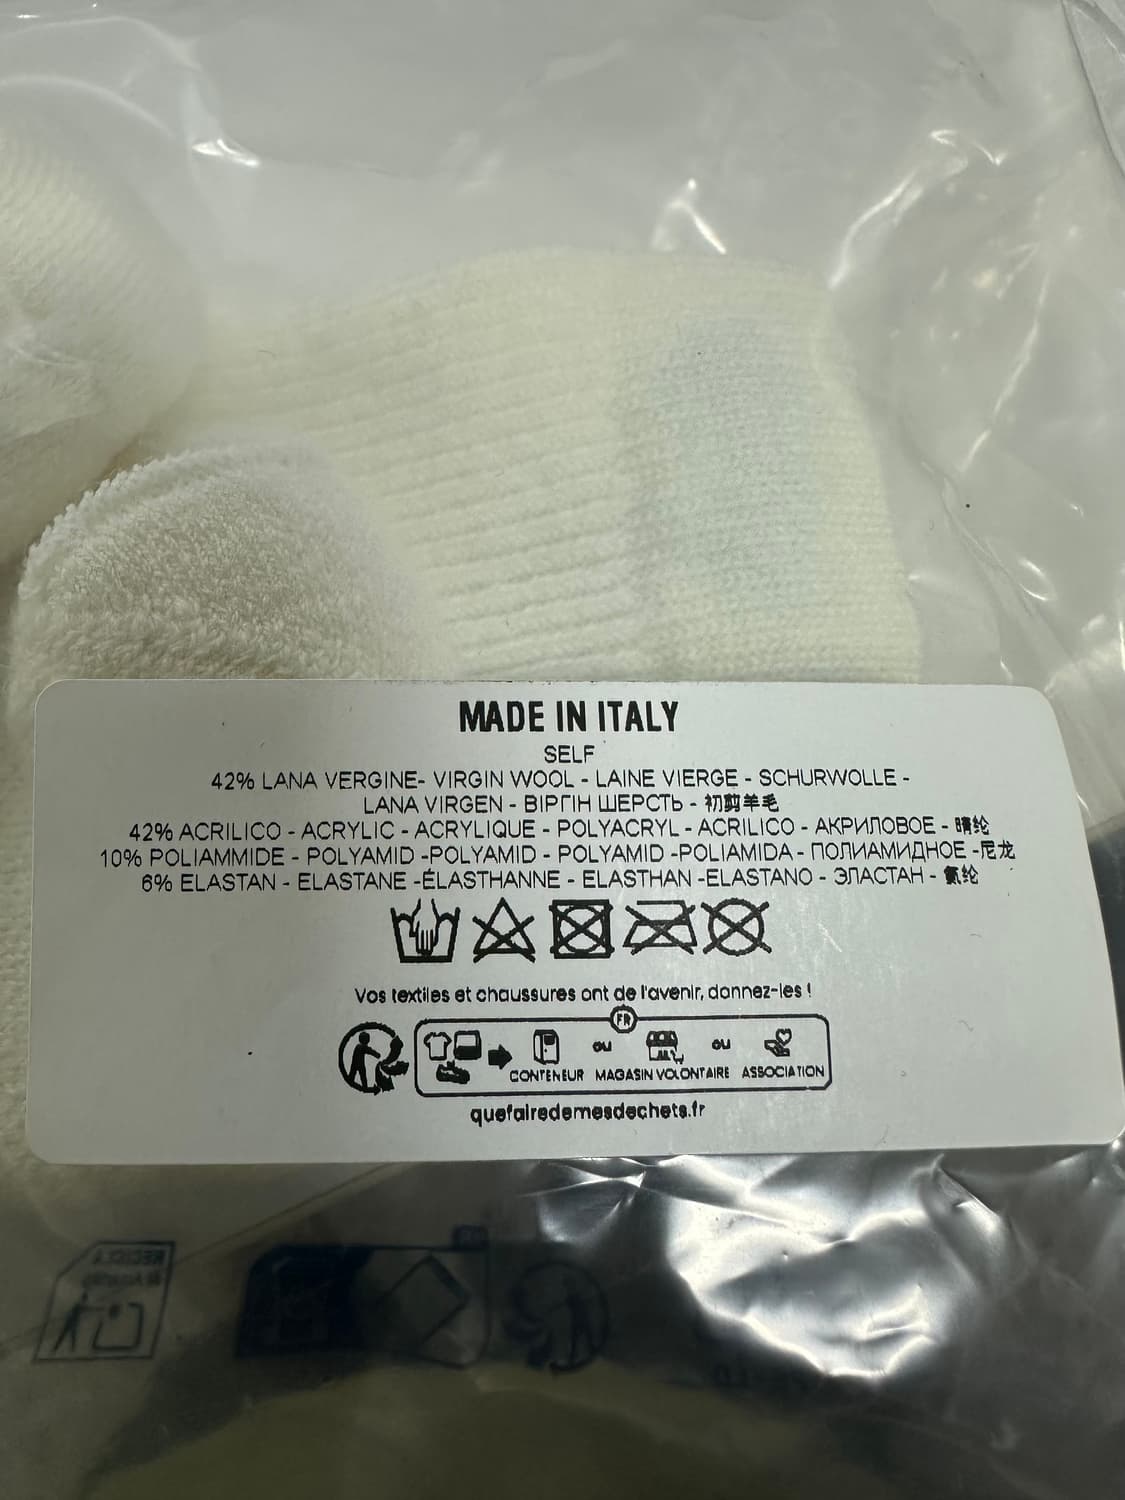 MADE IN ITALY
SELF
42% LANA VERGINE- VIRGIN WOOL - LAINE VIERGE - SCHURWOLLE -
LANA VIRGEN - ВІРГІН ШЕРСТЬ - 初剪羊毛
42% ACRILICO - ACRYLIC - ACRYLIQUE - POLYACRYL - ACRILICO - АКРИЛОВОЕ - 晴纶
10% POLIAMMIDE - POLYAMID -POLYAMID - POLYAMID -POLIAMIDA - ПОЛИАМИДНОЕ -尼龙
6% ELASTAN - ELASTANE -ÉLASTHANNE - ELASTHAN -ELASTANO - ЭЛАСТАН - 氨纶
Vos textiles et chaussures ont de l'avenir, donnez-les !
FR
ou ou
CONTENEUR MAGASIN VOLONTAIRE ASSOCIATION
quefairedemesdechets.fr